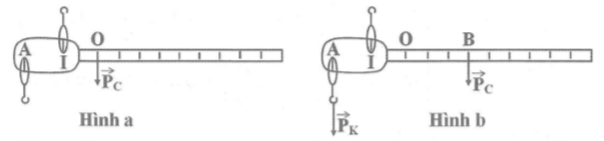 A I O
P⃗C
Hình a
A I O B
P⃗C
P⃗K
Hình b